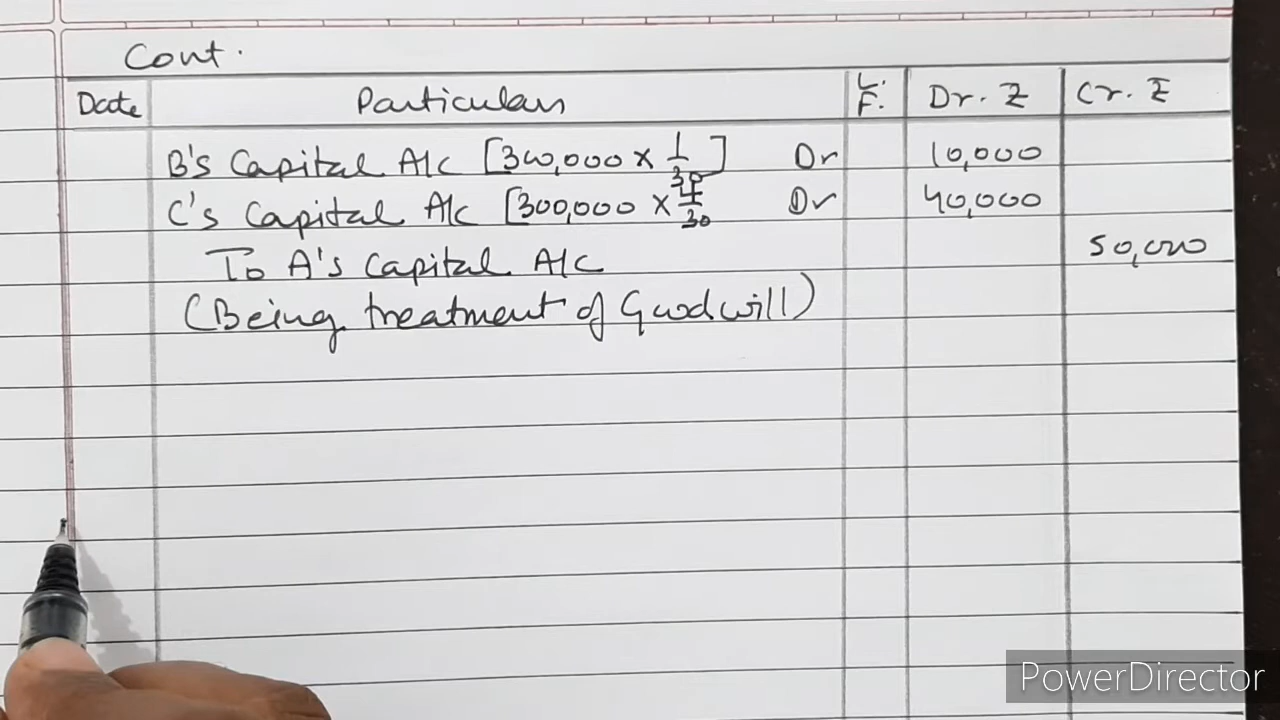 Cont.
Date Particulars L.F. Dr. ₹ Cr. ₹
B's Capital A/c [300,000 × 1/30] Dr 10,000
C's Capital A/c [300,000 × 4/30 Dr 40,000
To A's Capital A/c 50,000
(Being treatment of Goodwill)
PowerDirector